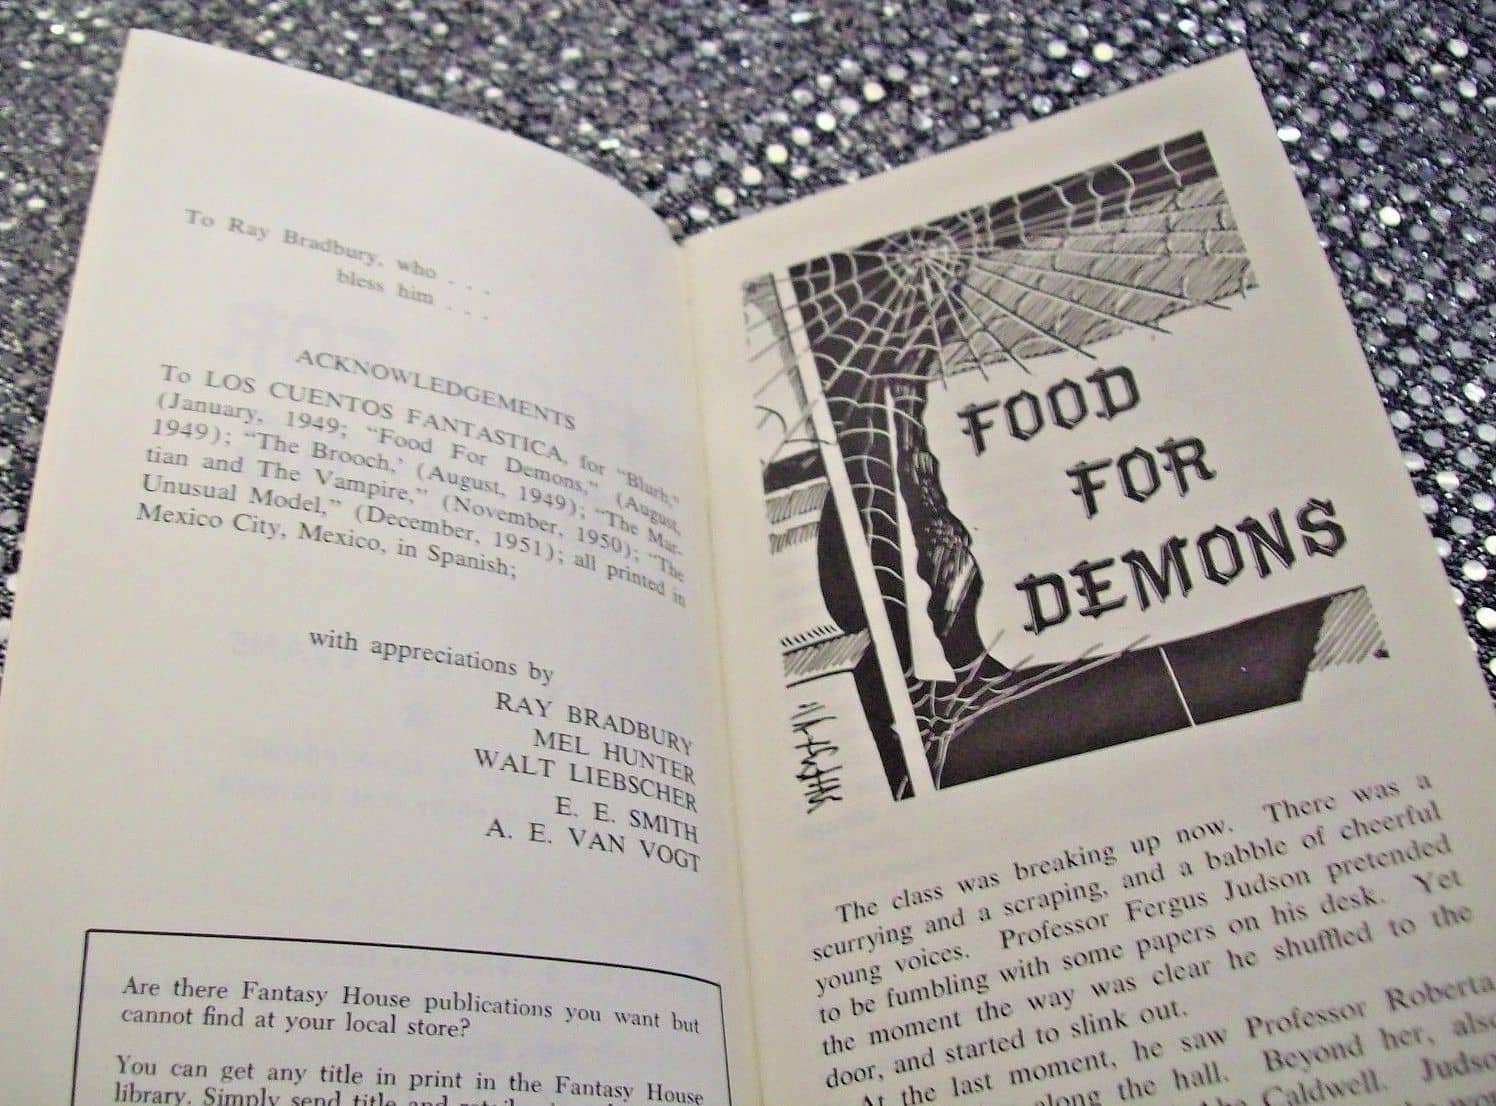 To Ray Bradbury, who . . .
bless him . . .
ACKNOWLEDGEMENTS
To LOS CUENTOS FANTASTICA, for "Blurb,"
(January, 1949; "Food For Demons," (August,
1949); "The Brooch,' (August, 1949); "The Mar-
tian and The Vampire," (November, 1950); "The
Unusual Model," (December, 1951); all printed in
Mexico City, Mexico, in Spanish;
with appreciations by
RAY BRADBURY
MEL HUNTER
WALT LIEBSCHER
E. E. SMITH
A. E. VAN VOGT
Are there Fantasy House publications you want but
cannot find at your local store?
You can get any title in print in the Fantasy House
library. Simply send title and
FOOD
FOR
DEMONS
The class was breaking up now. There was a
scurrying and a scraping, and a babble of cheerful
young voices. Professor Fergus Judson pretended
to be fumbling with some papers on his desk. Yet
the moment the way was clear he shuffled to the
door, and started to slink out.
At the last moment, he saw Professor Roberta
along the hall. Beyond her, also
Caldwell. Judso